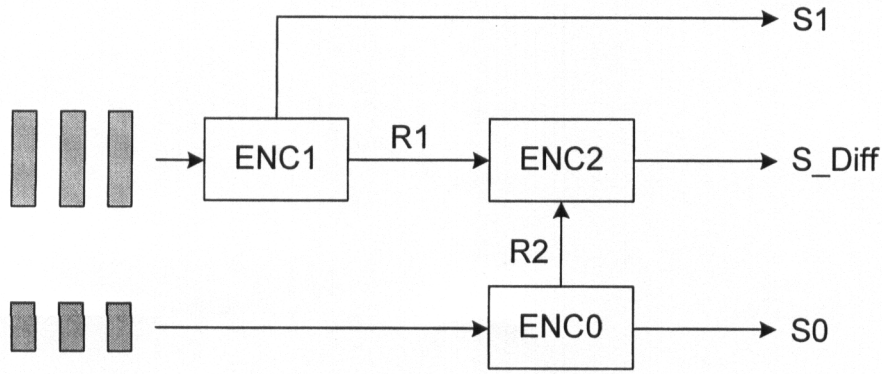 S1
ENC1
R1
ENC2
S_Diff
R2
ENC0
S0